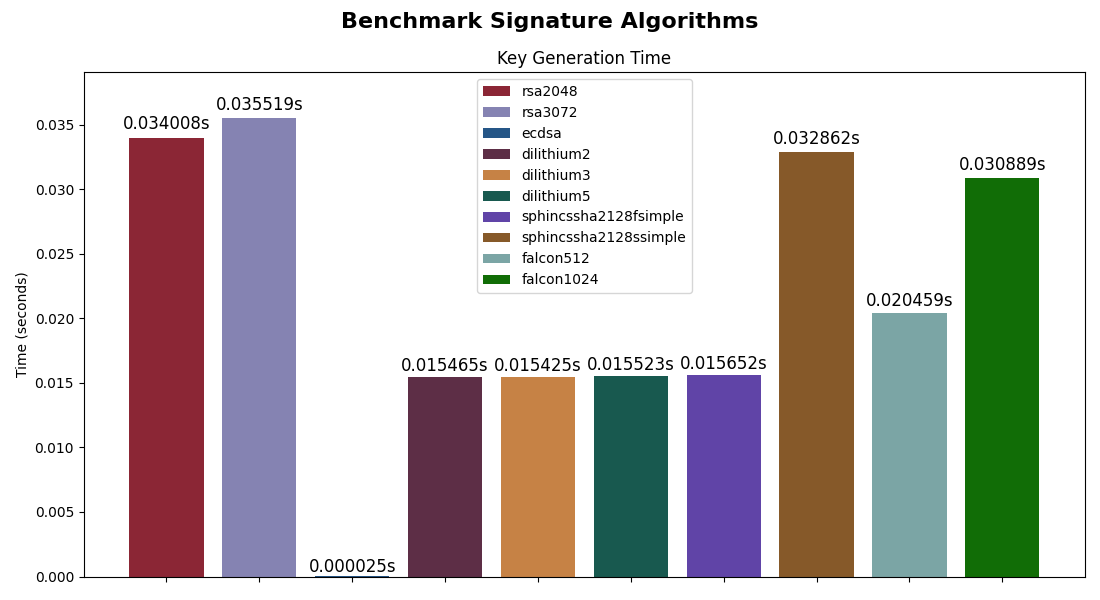 Benchmark Signature Algorithms
Key Generation Time
Time (seconds)
0.035
0.030
0.025
0.020
0.015
0.010
0.005
0.000
rsa2048
rsa3072
ecdsa
dilithium2
dilithium3
dilithium5
sphincssha2128fsimple
sphincssha2128ssimple
falcon512
falcon1024
0.034008s
0.035519s
0.000025s
0.015465s
0.015425s
0.015523s
0.015652s
0.032862s
0.020459s
0.030889s